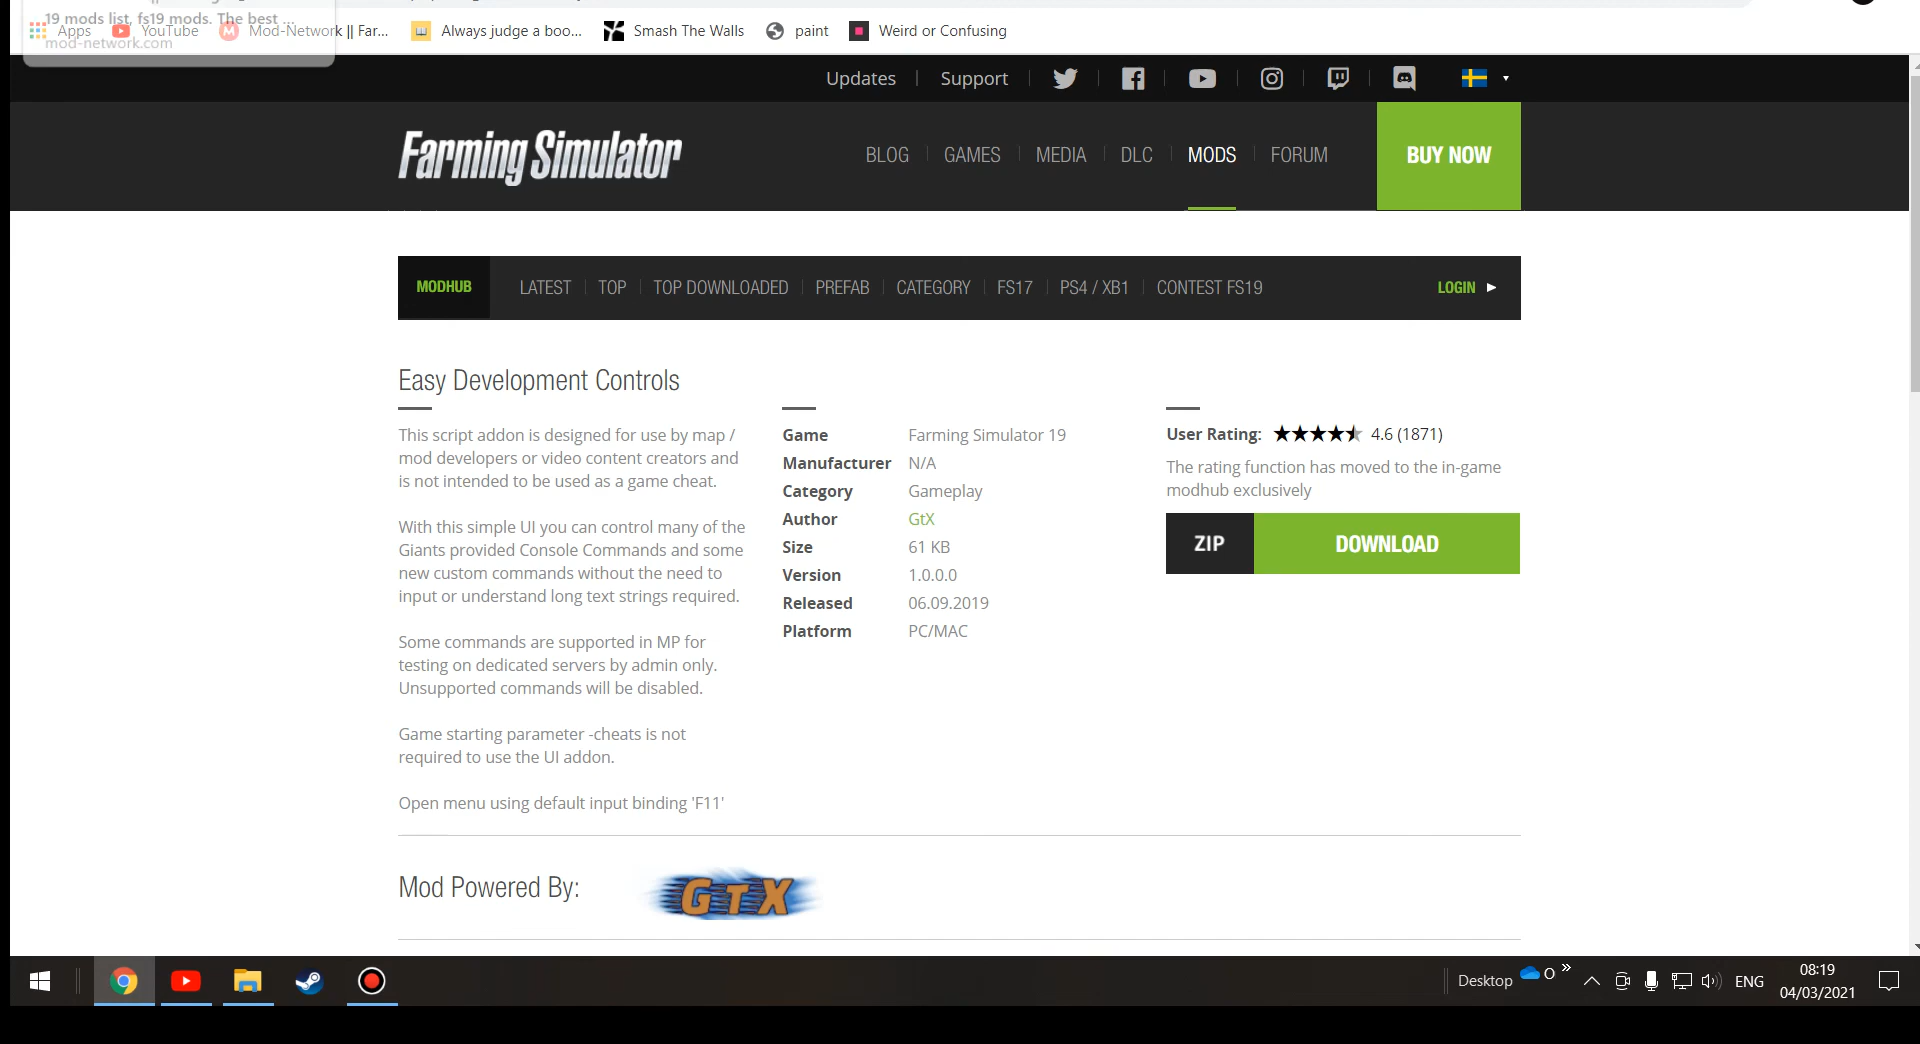 19 mods list, fs19 mods. The best ...
mod-network.com
Apps YouTube Mod-Network || Far... Always judge a boo... Smash The Walls paint Weird or Confusing
Updates Support
Farming Simulator BLOG GAMES MEDIA DLC MODS FORUM BUY NOW
MODHUB LATEST TOP TOP DOWNLOADED PREFAB CATEGORY FS17 PS4 / XB1 CONTEST FS19 LOGIN
Easy Development Controls
This script addon is designed for use by map /
mod developers or video content creators and
is not intended to be used as a game cheat.
With this simple UI you can control many of the
Giants provided Console Commands and some
new custom commands without the need to
input or understand long text strings required.
Some commands are supported in MP for
testing on dedicated servers by admin only.
Unsupported commands will be disabled.
Game starting parameter -cheats is not
required to use the UI addon.
Open menu using default input binding 'F11'
Game Farming Simulator 19
Manufacturer N/A
Category Gameplay
Author GtX
Size 61 KB
Version 1.0.0.0
Released 06.09.2019
Platform PC/MAC
User Rating: 4.6 (1871)
The rating function has moved to the in-game
modhub exclusively
ZIP DOWNLOAD
Mod Powered By: GTX
Desktop O » ENG 08:19
04/03/2021